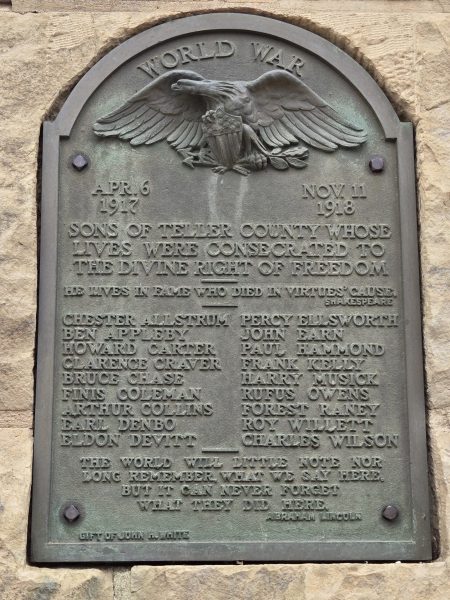 WORLD WAR
APR. 6 NOV. 11
1917 1918
SONS OF TELLER COUNTY WHOSE
LIVES WERE CONSECRATED TO
THE DIVINE RIGHT OF FREEDOM
HE LIVES IN FAME WHO DIED IN VIRTUES' CAUSE.
SHAKESPEARE
CHESTER ALLSTRUM PERCY ELLSWORTH
BEN APPLEBY JOHN EARN
HOWARD CARTER PAUL HAMMOND
CLARENCE CRAVER FRANK KELLY
BRUCE CHASE HARRY MUSICK
FINIS COLEMAN RUFUS OWENS
ARTHUR COLLINS FOREST RANEY
EARL DENBO ROY WILLETT
ELDON DEVITT CHARLES WILSON
THE WORLD WILL LITTLE NOTE NOR
LONG REMEMBER WHAT WE SAY HERE.
BUT IT CAN NEVER FORGET
WHAT THEY DID HERE.
ABRAHAM LINCOLN
GIFT OF JOHN H. WHITE